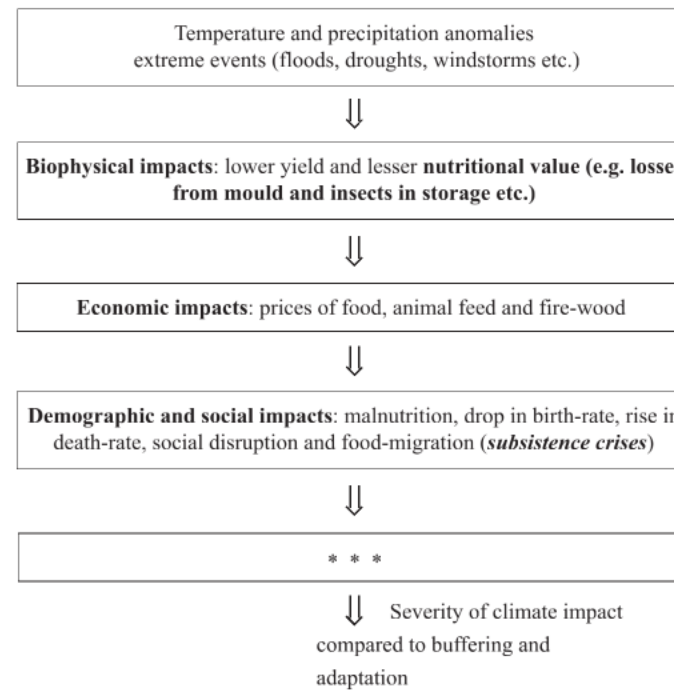 Temperature and precipitation anomalies
extreme events (floods, droughts, windstorms etc.)
⇓
Biophysical impacts: lower yield and lesser nutritional value (e.g. losse
from mould and insects in storage etc.)
⇓
Economic impacts: prices of food, animal feed and fire-wood
⇓
Demographic and social impacts: malnutrition, drop in birth-rate, rise in
death-rate, social disruption and food-migration (subsistence crises)
⇓
* * *
⇓ Severity of climate impact
compared to buffering and
adaptation